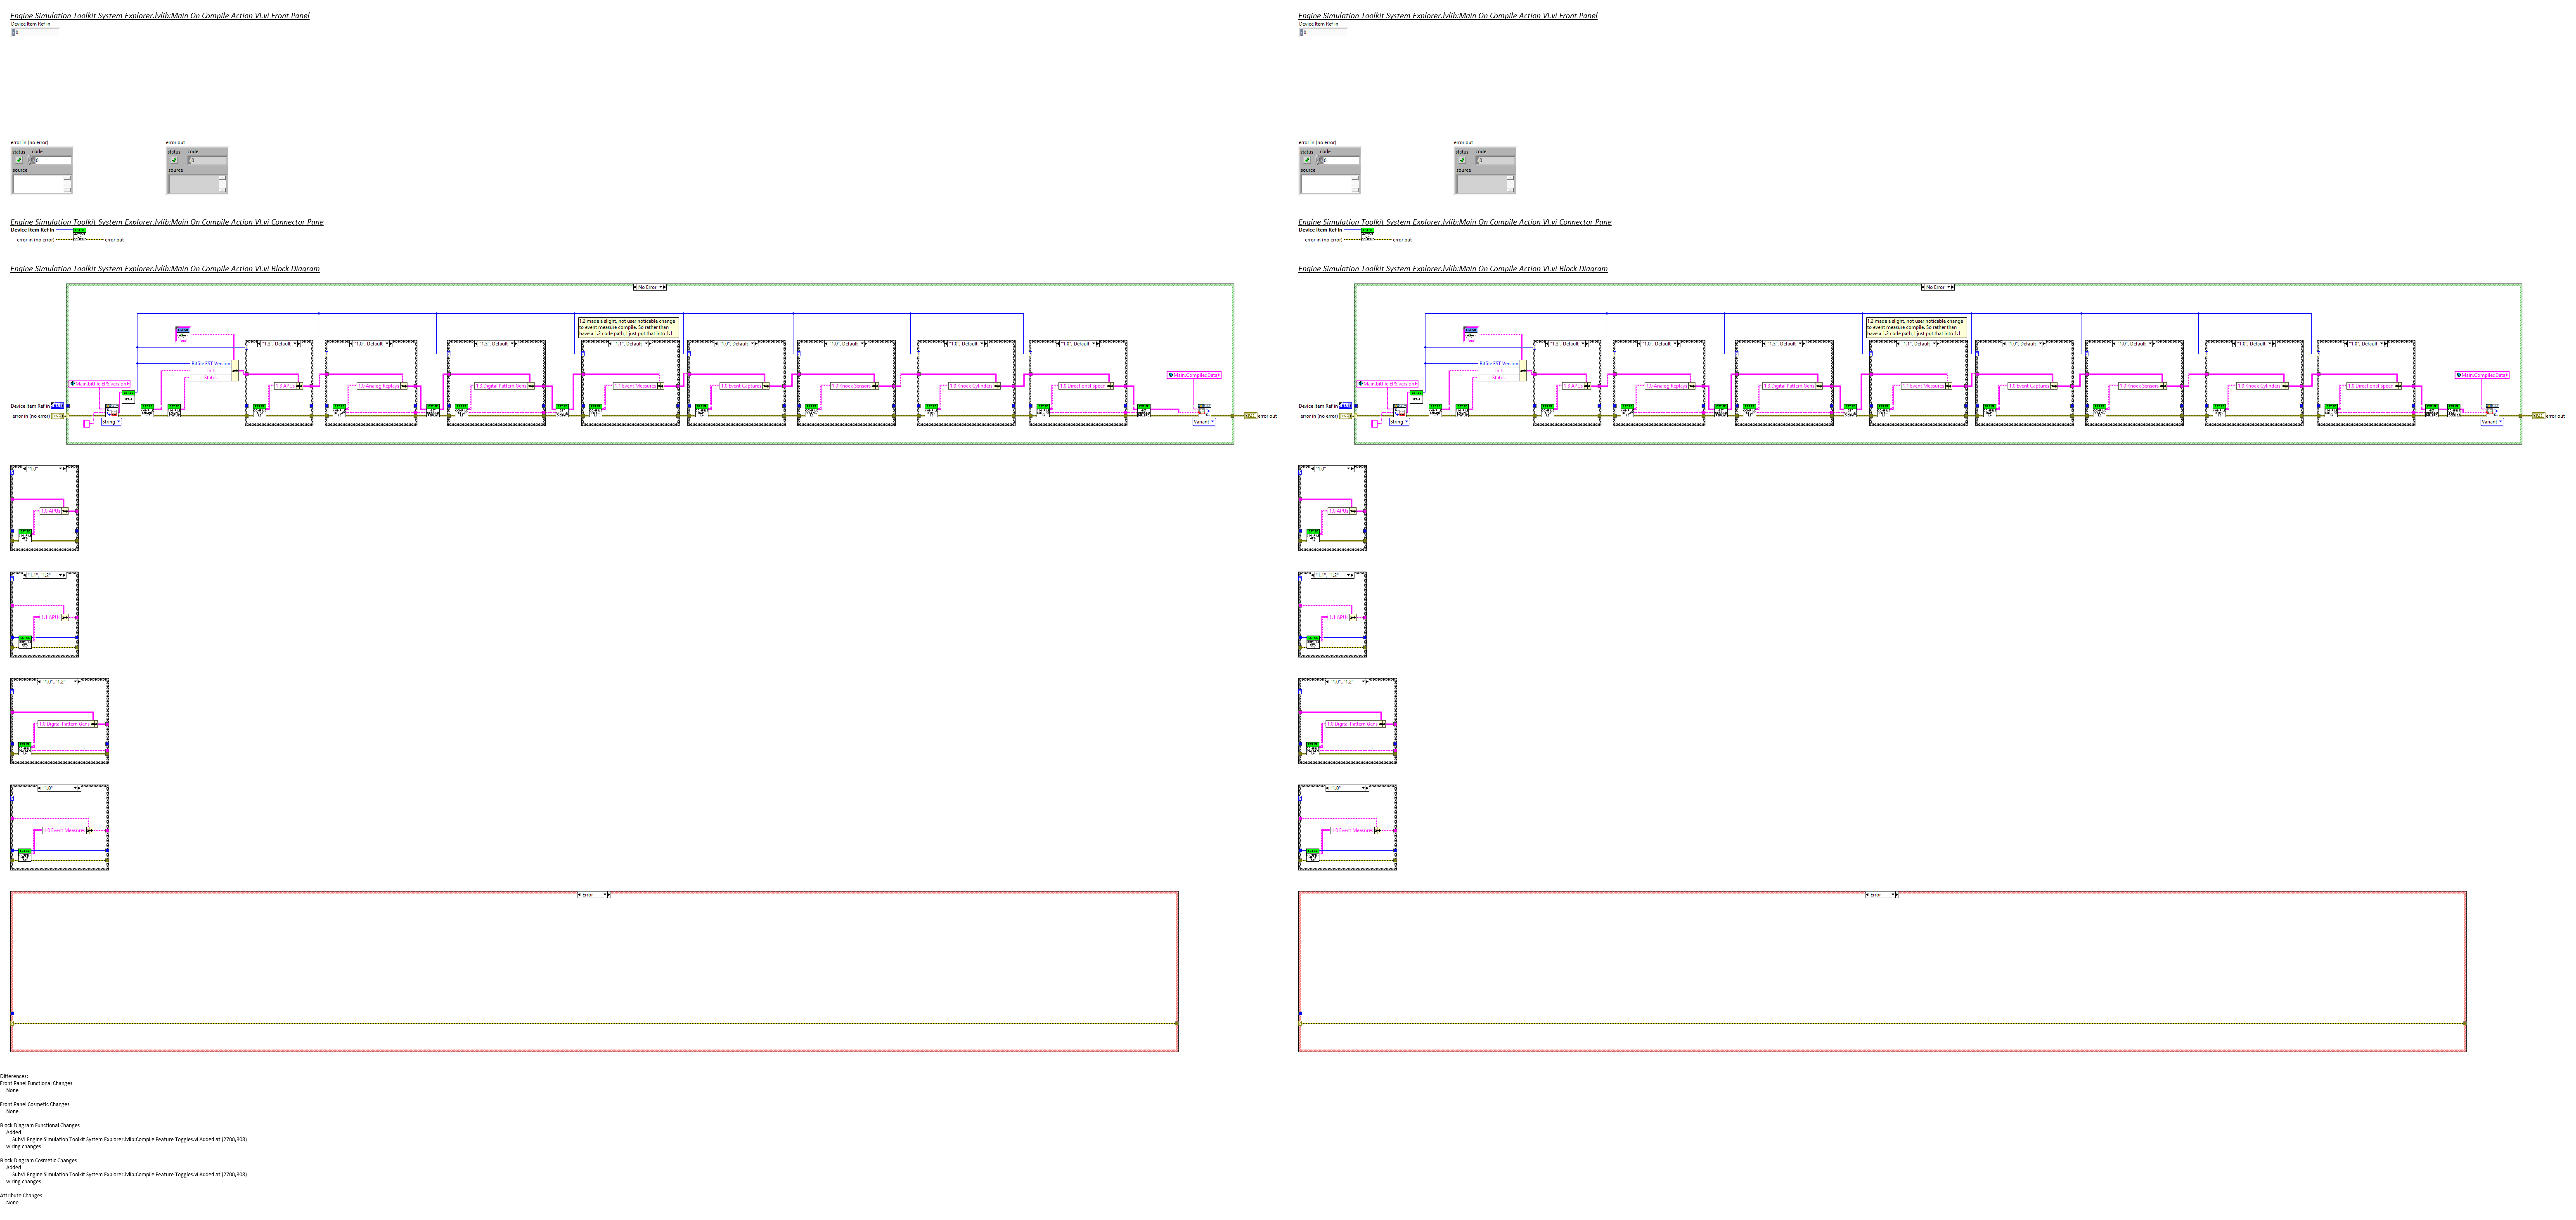 Engine Simulation Toolkit System Explorer.lvlib:Main On Compile Action VI.vi Front Panel
Device Item Ref in
0
error in (no error)
status code
0
source
error out
status code
0
source
Engine Simulation Toolkit System Explorer.lvlib:Main On Compile Action VI.vi Connector Pane
Device Item Ref in
error in (no error)
error out
Engine Simulation Toolkit System Explorer.lvlib:Main On Compile Action VI.vi Block Diagram
No Error
1.2 made a slight, not user noticable change
to event measure compile. So rather than
have a 1.2 code path, I just put that into 1.1
"1.3", Default
"1.0", Default
"1.3", Default
"1.1", Default
"1.0", Default
"1.0", Default
"1.0", Default
"1.0", Default
Bitfile EST Version
Init
Status
Main.bitfile EPS version
1.3 APUs
1.0 Analog Replays
1.3 Digital Pattern Gens
1.1 Event Measures
1.0 Event Captures
1.0 Knock Sensors
1.0 Knock Cylinders
1.0 Directional Speed
Main.CompiledData
Device Item Ref in
error in (no error)
String
Variant
error out
"1.0"
1.0 APUs
"1.1", "1.2"
1.1 APUs
"1.0".."1.2"
1.0 Digital Pattern Gens
"1.0"
1.0 Event Measures
Error
Engine Simulation Toolkit System Explorer.lvlib:Main On Compile Action VI.vi Front Panel
Device Item Ref in
0
error in (no error)
status code
0
source
error out
status code
0
source
Engine Simulation Toolkit System Explorer.lvlib:Main On Compile Action VI.vi Connector Pane
Device Item Ref in
error in (no error)
error out
Engine Simulation Toolkit System Explorer.lvlib:Main On Compile Action VI.vi Block Diagram
No Error
1.2 made a slight, not user noticable change
to event measure compile. So rather than
have a 1.2 code path, I just put that into 1.1
"1.3", Default
"1.0", Default
"1.3", Default
"1.1", Default
"1.0", Default
"1.0", Default
"1.0", Default
"1.0", Default
Bitfile EST Version
Init
Status
Main.bitfile EPS version
1.3 APUs
1.0 Analog Replays
1.3 Digital Pattern Gens
1.1 Event Measures
1.0 Event Captures
1.0 Knock Sensors
1.0 Knock Cylinders
1.0 Directional Speed
Main.CompiledData
Device Item Ref in
error in (no error)
String
Variant
error out
"1.0"
1.0 APUs
"1.1", "1.2"
1.1 APUs
"1.0".."1.2"
1.0 Digital Pattern Gens
"1.0"
1.0 Event Measures
Error
Differences:
Front Panel Functional Changes
None
Front Panel Cosmetic Changes
None
Block Diagram Functional Changes
Added
SubVI: Engine Simulation Toolkit System Explorer.lvlib:Compile Feature Toggles.vi Added at (2700,308)
wiring changes
Block Diagram Cosmetic Changes
Added
SubVI: Engine Simulation Toolkit System Explorer.lvlib:Compile Feature Toggles.vi Added at (2700,308)
wiring changes
Attribute Changes
None